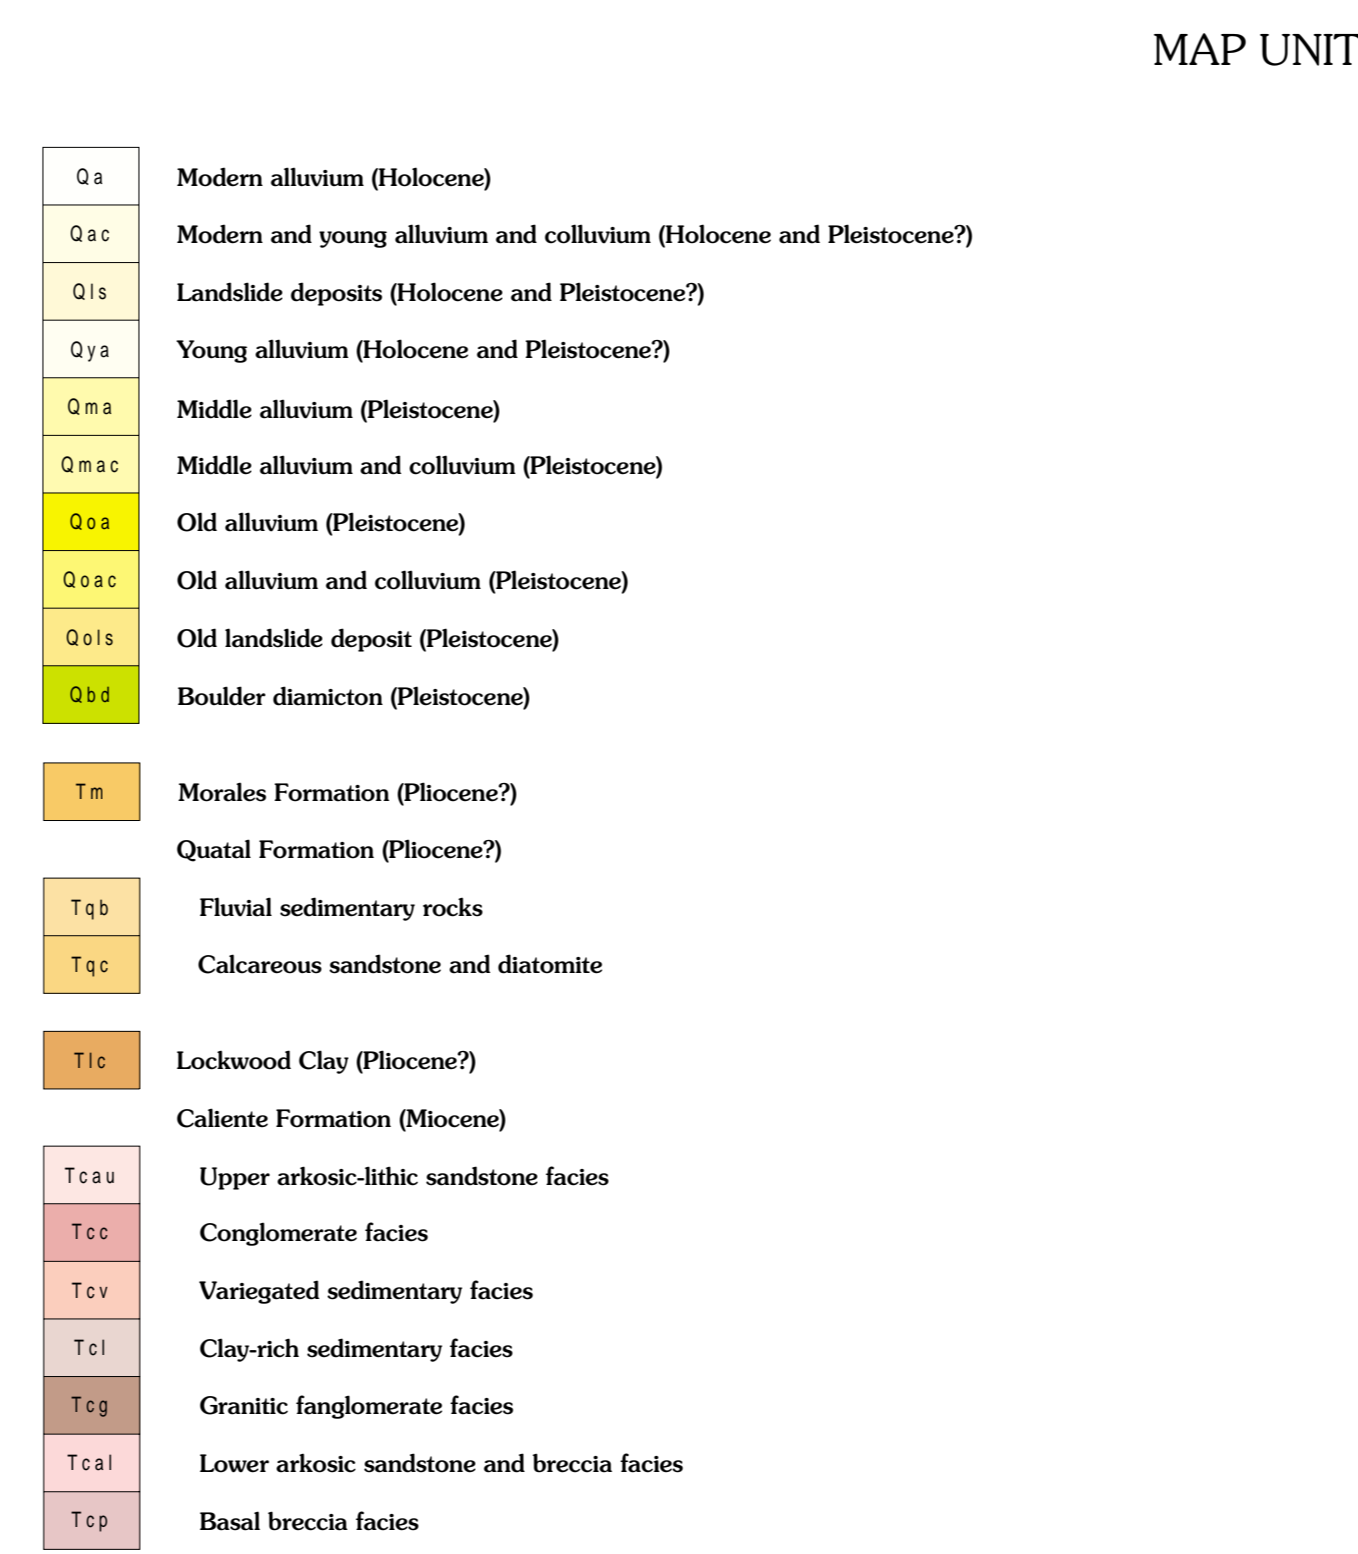 MAP UNIT
Qa Modern alluvium (Holocene)
Qac Modern and young alluvium and colluvium (Holocene and Pleistocene?)
Qls Landslide deposits (Holocene and Pleistocene?)
Qya Young alluvium (Holocene and Pleistocene?)
Qma Middle alluvium (Pleistocene)
Qmac Middle alluvium and colluvium (Pleistocene)
Qoa Old alluvium (Pleistocene)
Qoac Old alluvium and colluvium (Pleistocene)
Qols Old landslide deposit (Pleistocene)
Qbd Boulder diamicton (Pleistocene)
Tm Morales Formation (Pliocene?)
Quatal Formation (Pliocene?)
Tqb Fluvial sedimentary rocks
Tqc Calcareous sandstone and diatomite
Tlc Lockwood Clay (Pliocene?)
Caliente Formation (Miocene)
Tcau Upper arkosic-lithic sandstone facies
Tcc Conglomerate facies
Tcv Variegated sedimentary facies
Tcl Clay-rich sedimentary facies
Tcg Granitic fanglomerate facies
Tcal Lower arkosic sandstone and breccia facies
Tcp Basal breccia facies